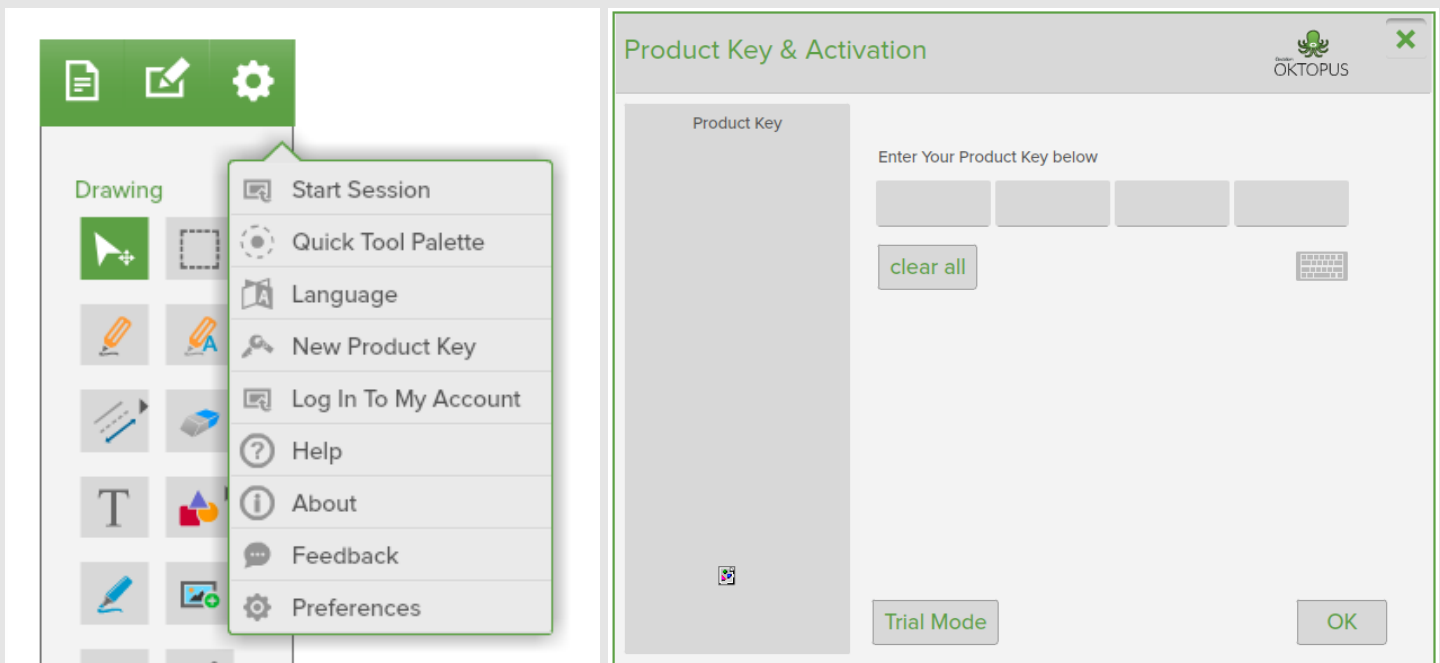 Drawing
Start Session
Quick Tool Palette
Language
New Product Key
Log In To My Account
Help
About
Feedback
Preferences
A
T
Product Key & Activation
OKTOPUS
Product Key
Enter Your Product Key below
clear all
Trial Mode
OK